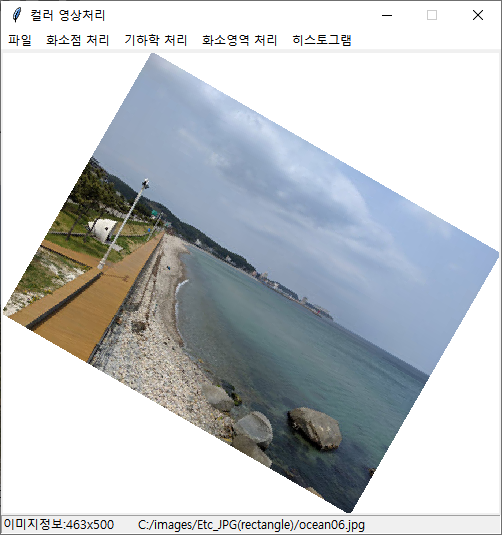 컬러 영상처리
파일 화소점 처리 기하학 처리 화소영역 처리 히스토그램
이미지정보:463x500 C:/images/Etc_JPG(rectangle)/ocean06.jpg